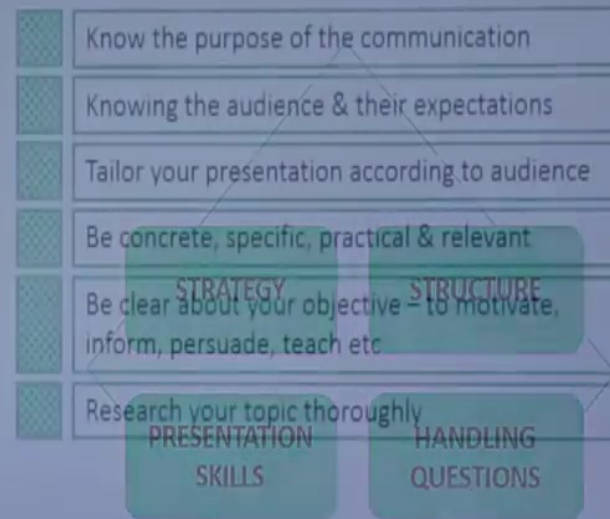 Know the purpose of the communication
Knowing the audience & their expectations
Tailor your presentation according to audience
Be concrete, specific, practical & relevant
STRATEGY
STRUCTURE
Be clear about your objective – to motivate,
inform, persuade, teach etc
Research your topic thoroughly
PRESENTATION
SKILLS
HANDLING
QUESTIONS